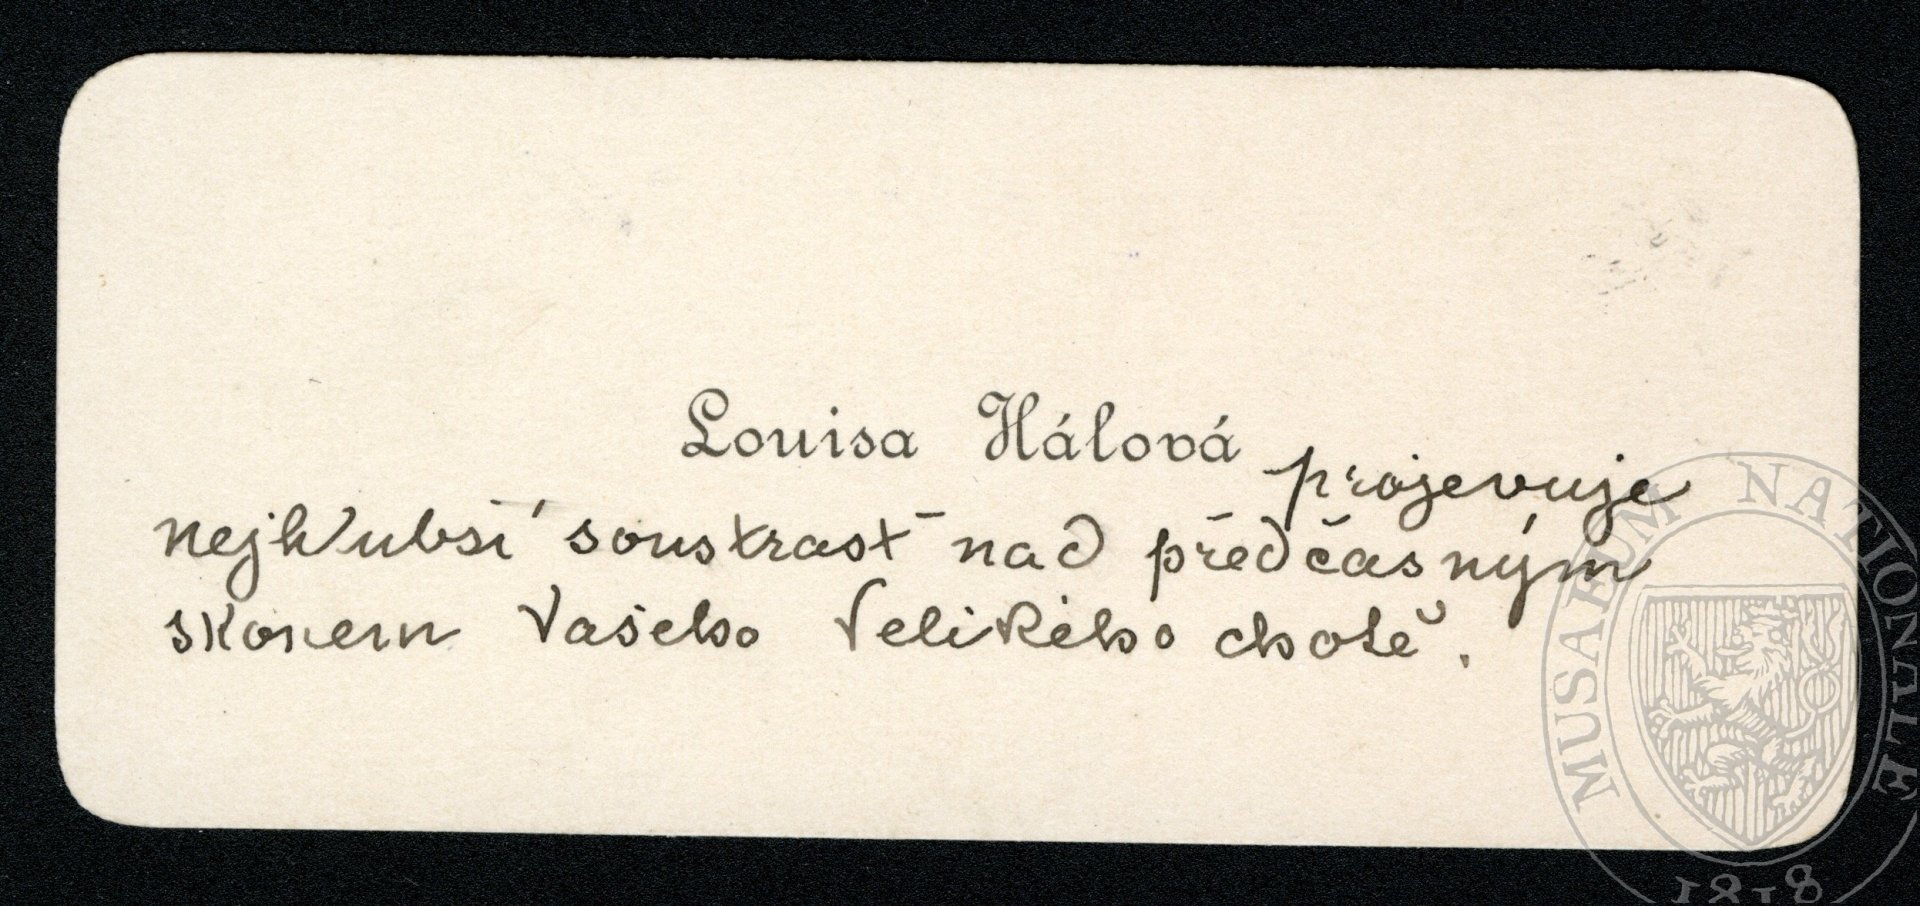 Louisa Hálová projevuje
nejhlubší soustrast nad předčasným
skonem Vašeho Velikého chotě.
MUSAEUM NATIONALE
1818